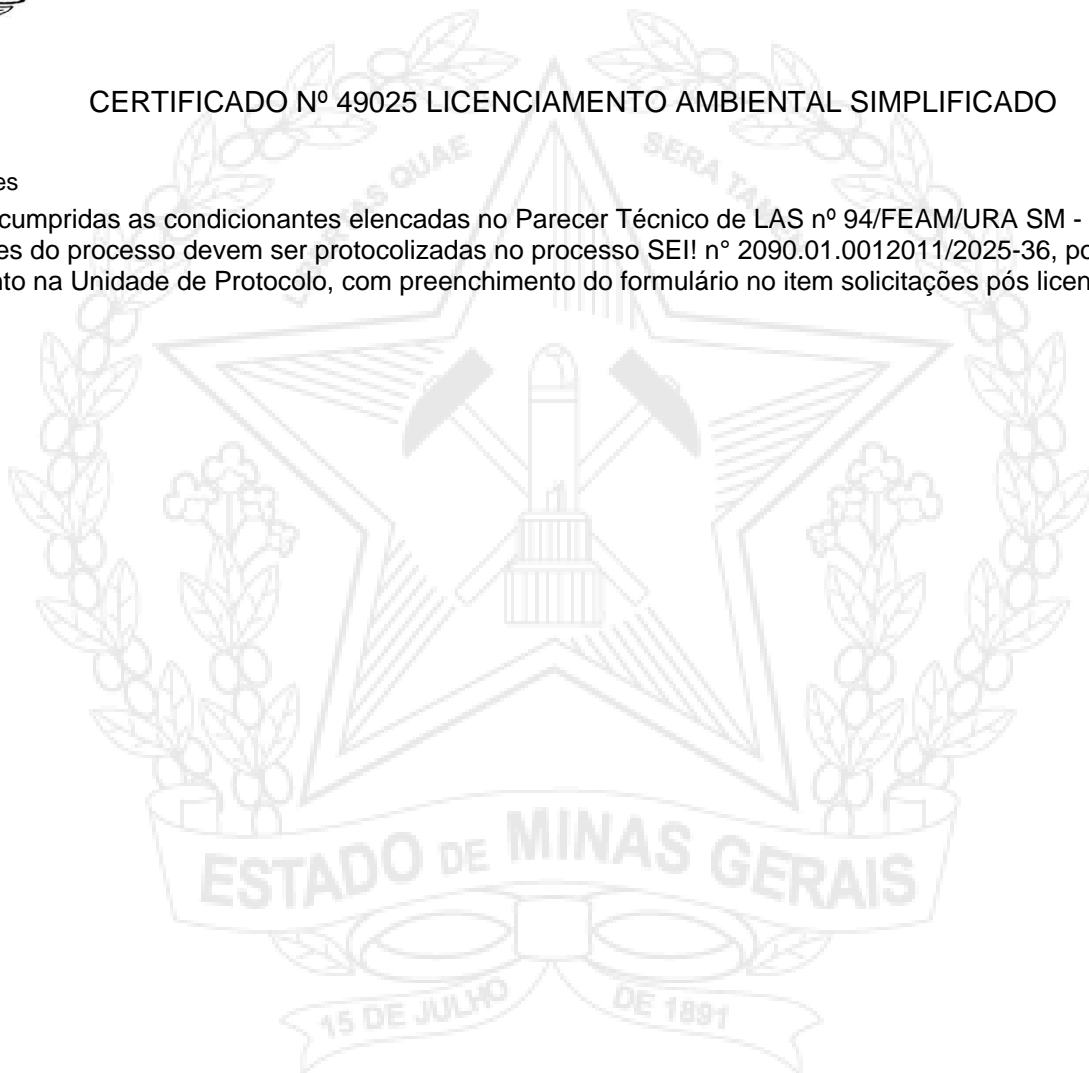 CERTIFICADO Nº 49025 LICENCIAMENTO AMBIENTAL SIMPLIFICADO
es
cumpridas as condicionantes elencadas no Parecer Técnico de LAS nº 94/FEAM/URA SM -
es do processo devem ser protocolizadas no processo SEI! n° 2090.01.0012011/2025-36, po
nto na Unidade de Protocolo, com preenchimento do formulário no item solicitações pós licen
QUAE SERA TAMEN
ESTADO DE MINAS GERAIS
15 DE JULHO DE 1891